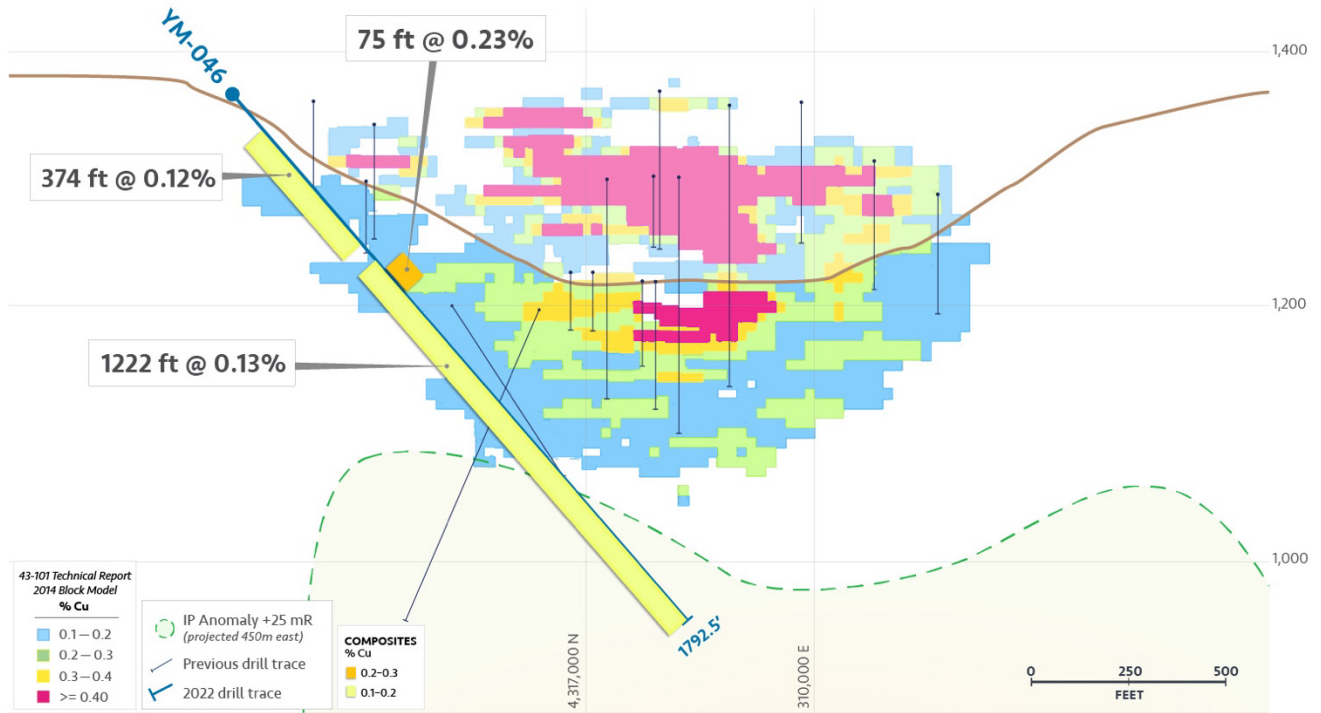 YM-046
75 ft @ 0.23%
1,400
374 ft @ 0.12%
1,200
1222 ft @ 0.13%
1,000
43-101 Technical Report
2014 Block Model
% Cu
0.1 — 0.2
0.2 — 0.3
0.3 — 0.4
>= 0.40
IP Anomaly +25 mR
(projected 450m east)
Previous drill trace
2022 drill trace
COMPOSITES
% Cu
0.2–0.3
0.1–0.2
4,317,000 N
1792.5'
310,000 E
0 250 500
FEET